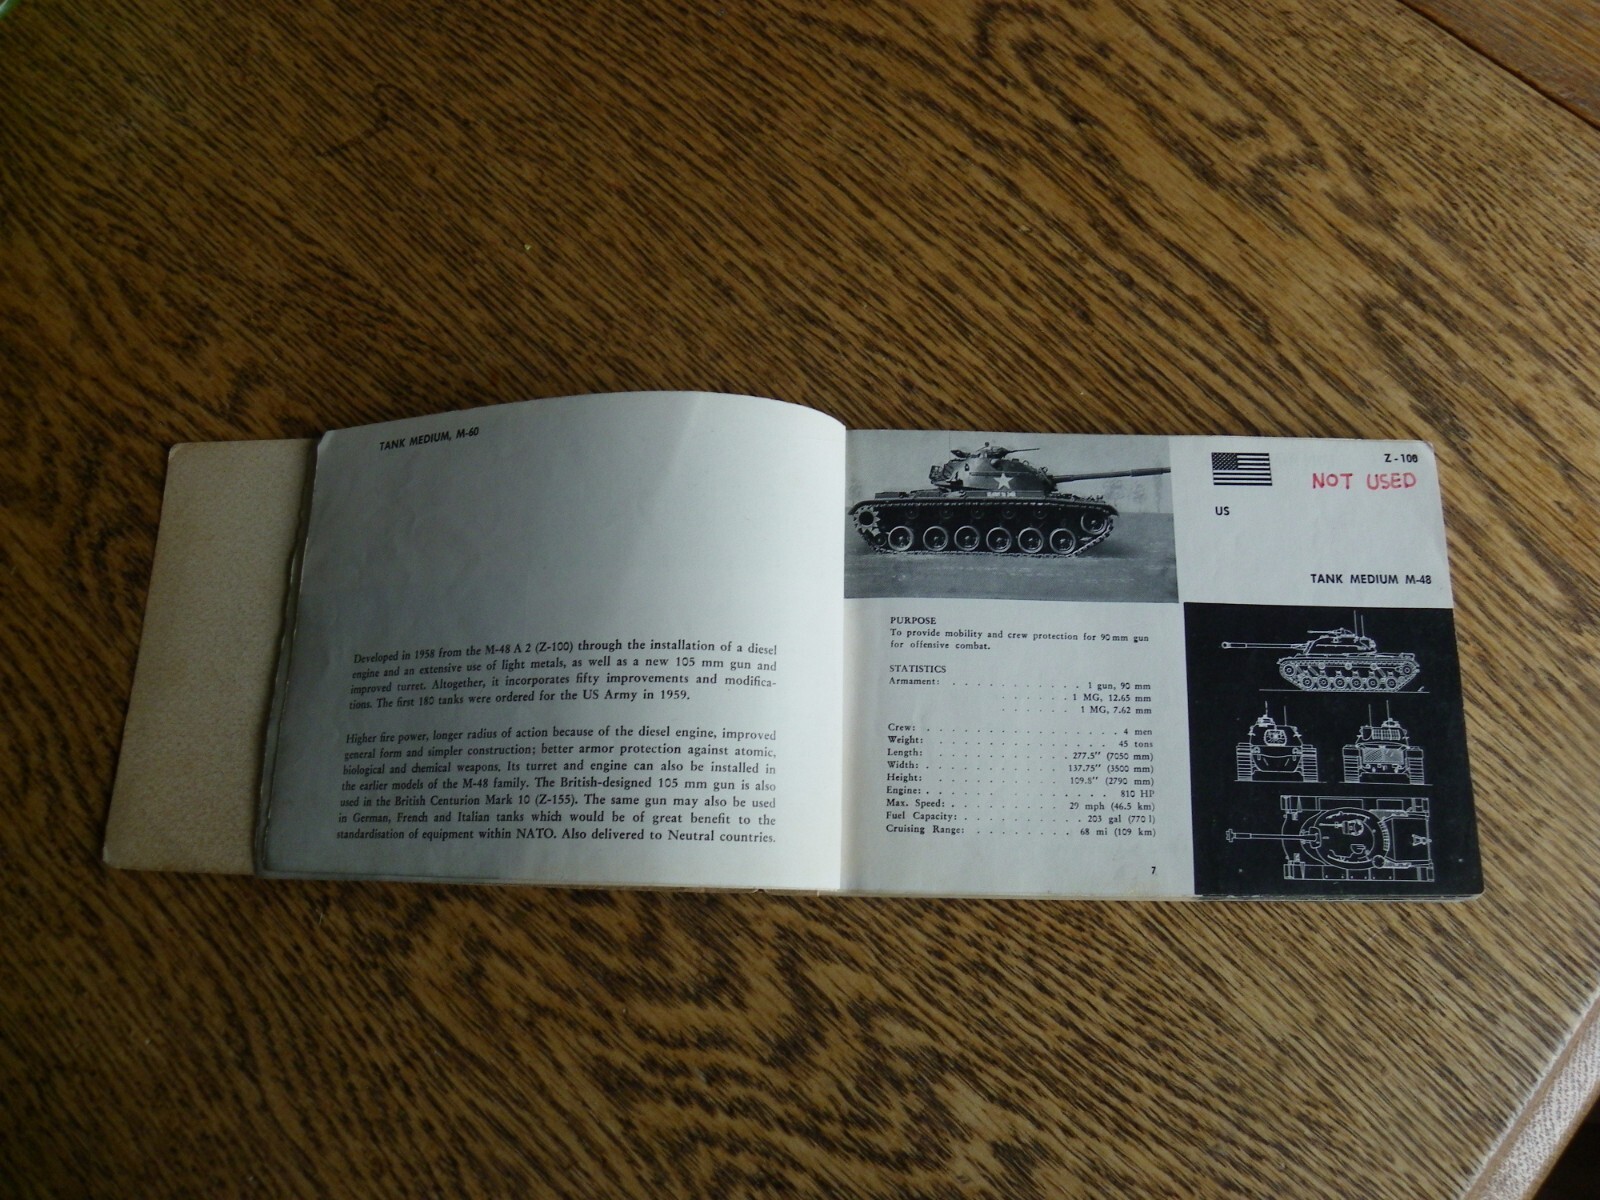 TANK MEDIUM, M-60
Developed in 1958 from the M-48 A 2 (Z-100) through the installation of a diesel
engine and an extensive use of light metals, as well as a new 105 mm gun and
improved turret. Altogether, it incorporates fifty improvements and modifica-
tions. The first 180 tanks were ordered for the US Army in 1959.
Higher fire power, longer radius of action because of the diesel engine, improved
general form and simpler construction; better armor protection against atomic,
biological and chemical weapons. Its turret and engine can also be installed in
the earlier models of the M-48 family. The British-designed 105 mm gun is also
used in the British Centurion Mark 10 (Z-155). The same gun may also be used
in German, French and Italian tanks which would be of great benefit to the
standardisation of equipment within NATO. Also delivered to Neutral countries.
Z - 100
NOT USED
US
TANK MEDIUM M-48
PURPOSE
To provide mobility and crew protection for 90 mm gun
for offensive combat.
STATISTICS
Armament: . . . . . . . . . . . . 1 gun, 90 mm
. . . . . . 1 MG, 12.65 mm
. . . . . . 1 MG, 7.62 mm
Crew: . . . . . . . . . . . . . 4 men
Weight: . . . . . . . . . . . . 45 tons
Length: . . . . . . . . . 277.5" (7050 mm)
Width: . . . . . . . . . 137.75" (3500 mm)
Height: . . . . . . . . . 109.8" (2790 mm)
Engine: . . . . . . . . . . . . 810 HP
Max. Speed: . . . . . . . . 29 mph (46.5 km)
Fuel Capacity: . . . . . . . . 203 gal (770 l)
Cruising Range: . . . . . . . 68 mi (109 km)
7